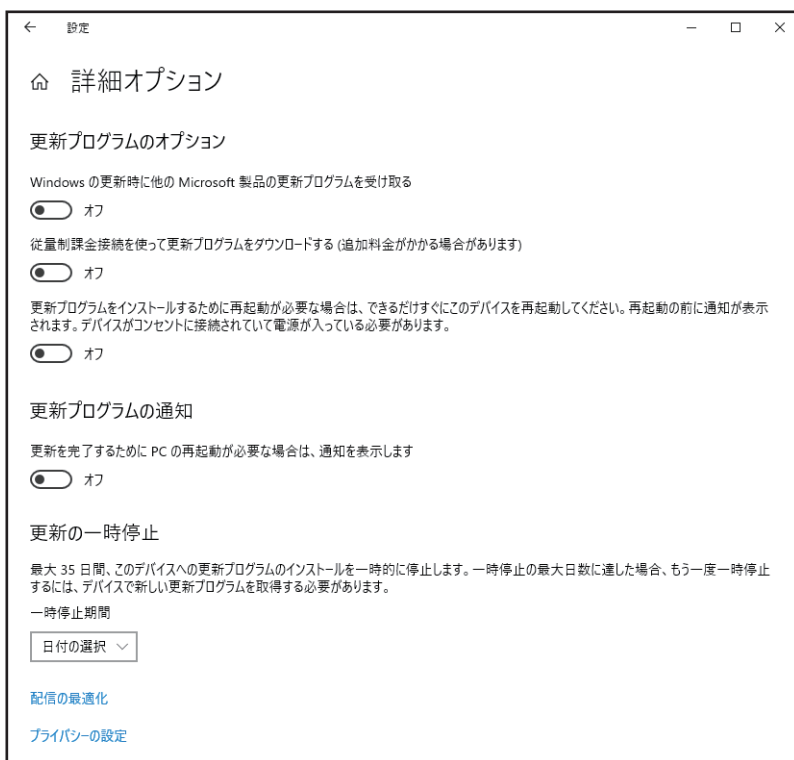 設定
詳細オプション
更新プログラムのオプション
Windows の更新時に他の Microsoft 製品の更新プログラムを受け取る
オフ
従量制課金接続を使って更新プログラムをダウンロードする (追加料金がかかる場合があります)
オフ
更新プログラムをインストールするために再起動が必要な場合は、できるだけすぐにこのデバイスを再起動してください。再起動の前に通知が表示
されます。デバイスがコンセントに接続されていて電源が入っている必要があります。
オフ
更新プログラムの通知
更新を完了するために PC の再起動が必要な場合は、通知を表示します
オフ
更新の一時停止
最大 35 日間、このデバイスへの更新プログラムのインストールを一時的に停止します。一時停止の最大日数に達した場合、もう一度一時停止
するには、デバイスで新しい更新プログラムを取得する必要があります。
一時停止期間
日付の選択
配信の最適化
プライバシーの設定